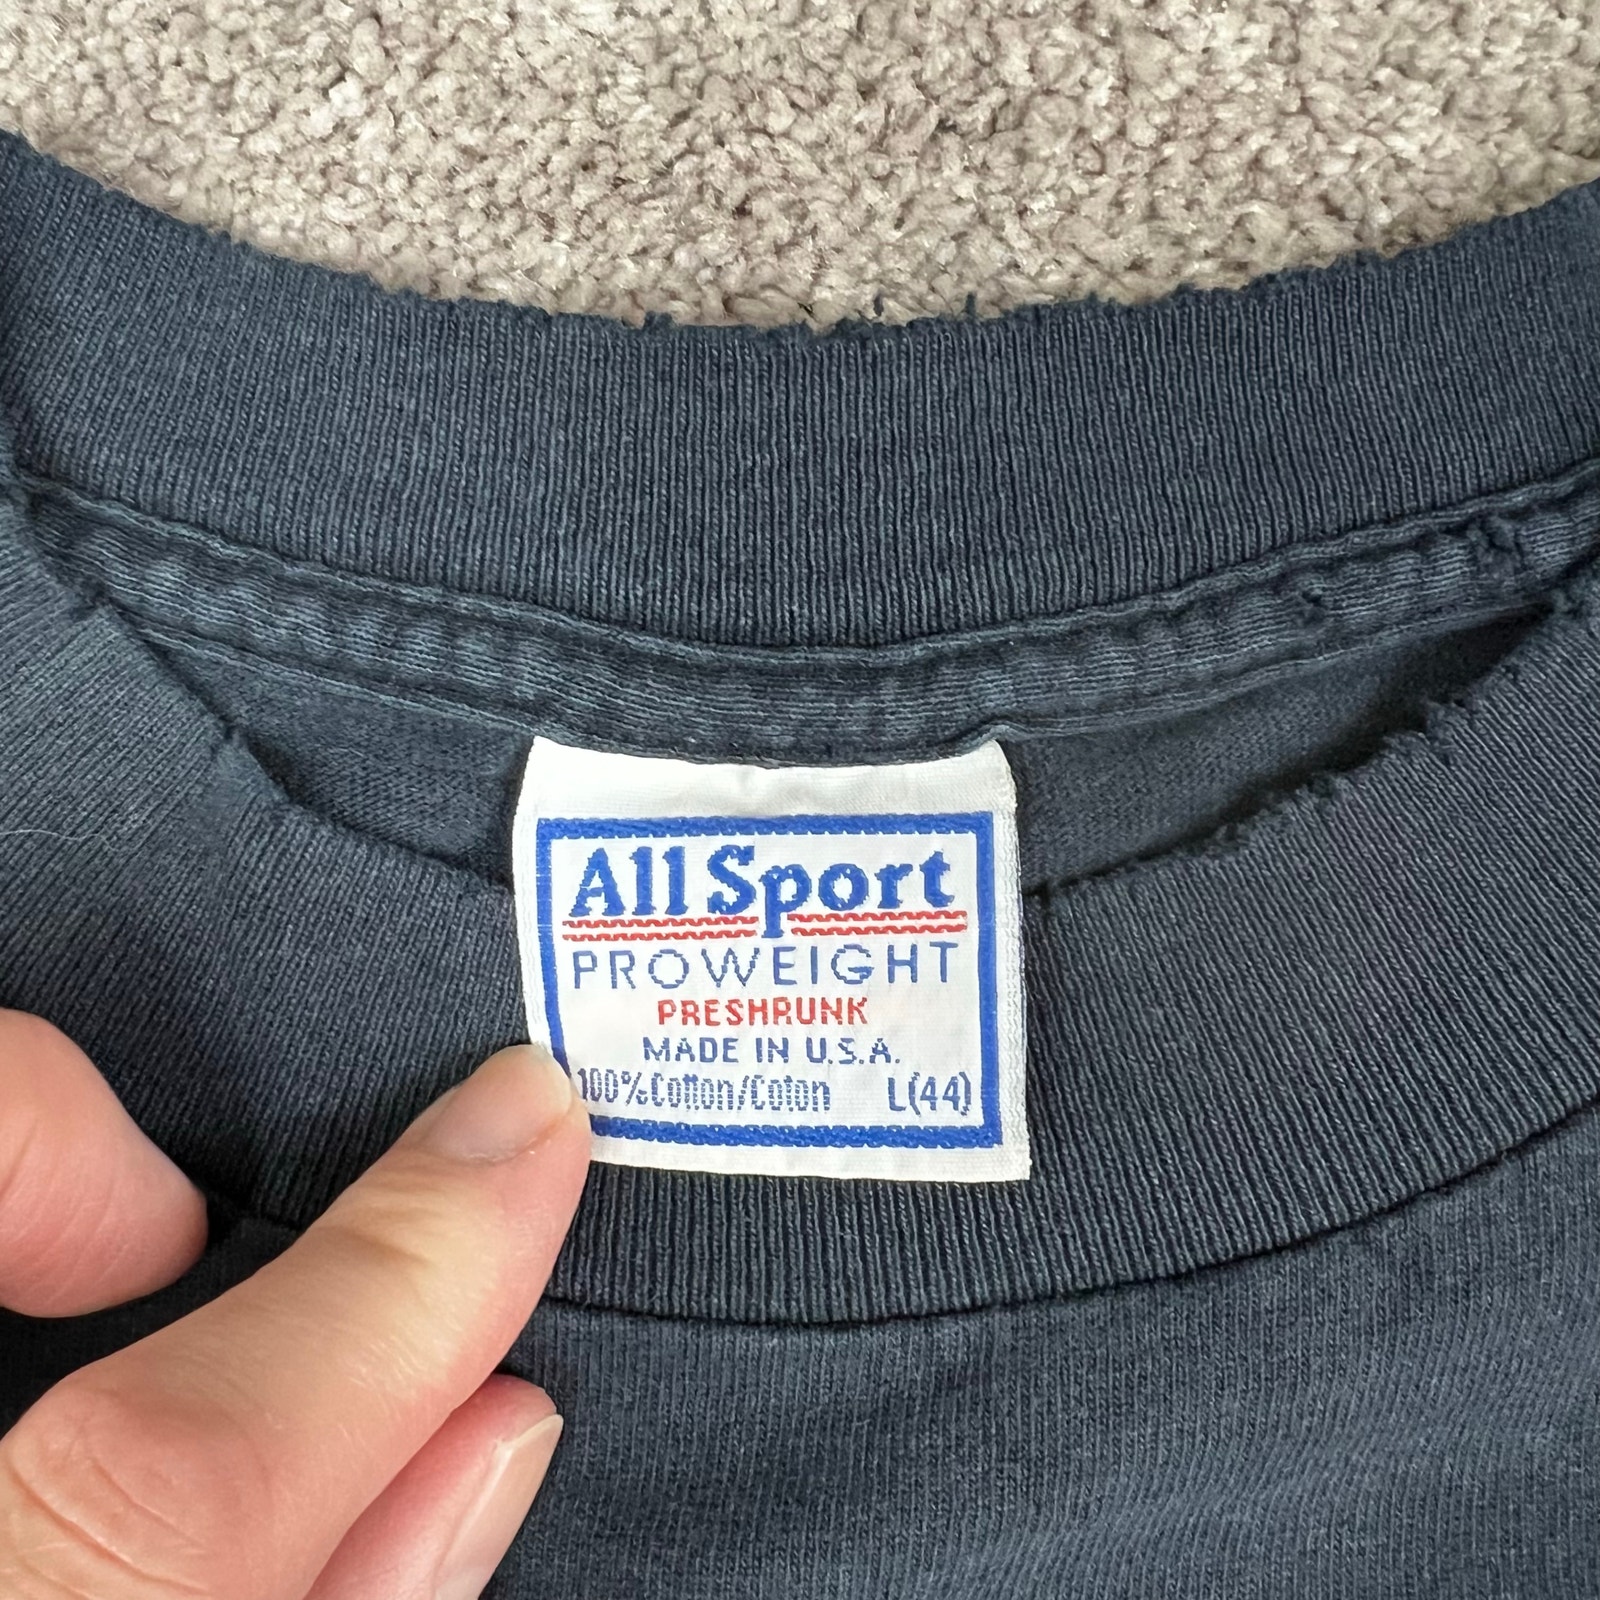 All Sport
PROWEIGHT
PRESHRUNK
MADE IN U.S.A.
100% Cotton/Coton L(44)